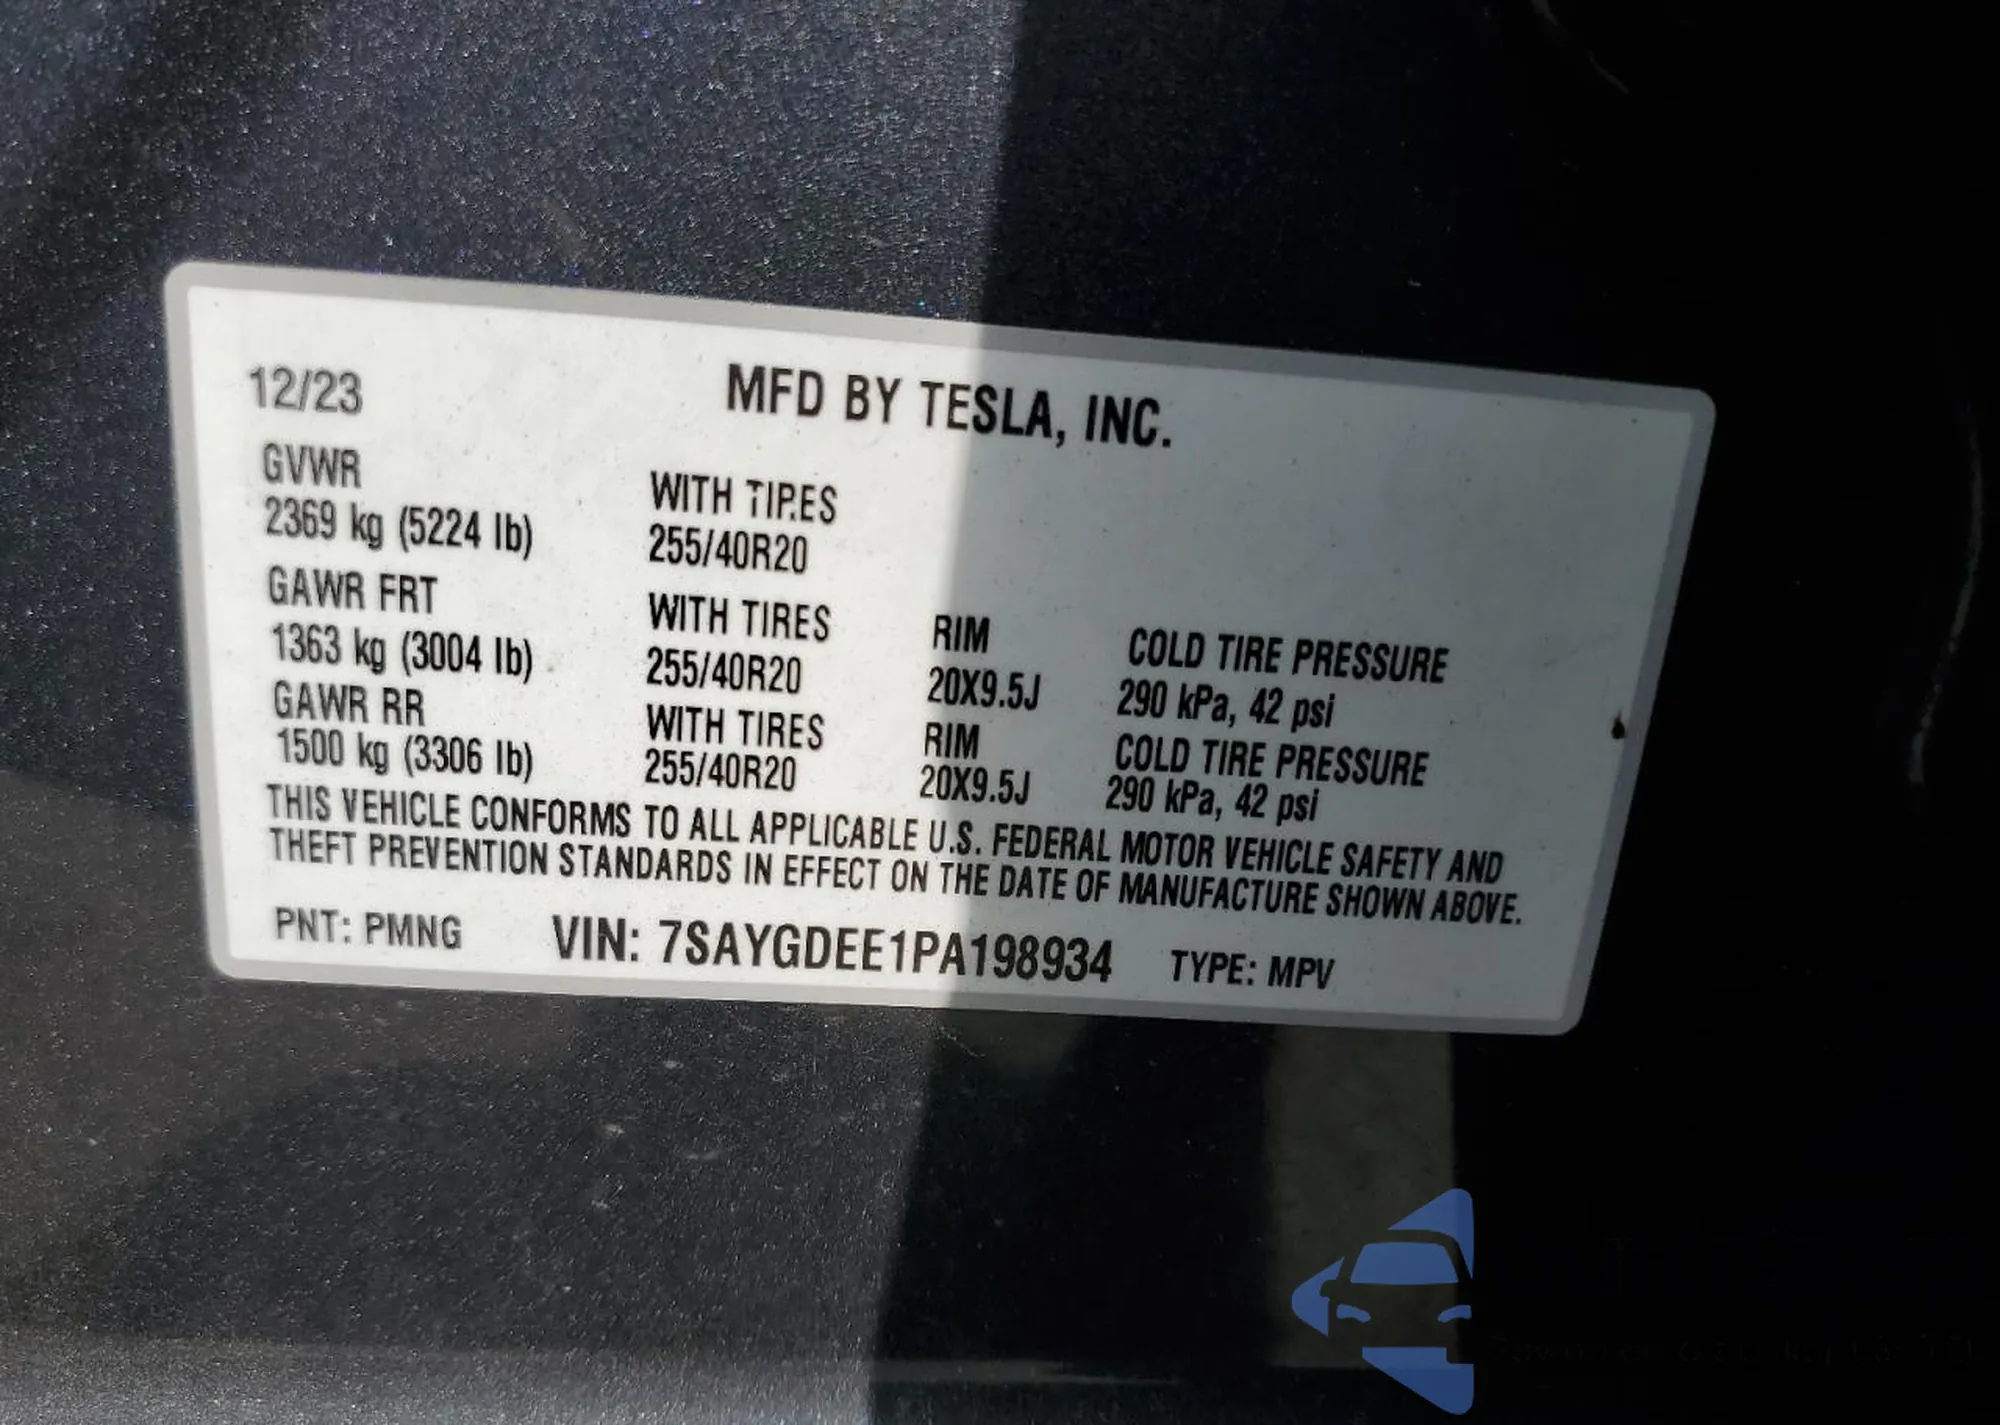 12/23 MFD BY TESLA, INC.
GVWR
2369 kg (5224 lb) WITH TIRES
255/40R20
GAWR FRT
1363 kg (3004 lb) WITH TIRES RIM COLD TIRE PRESSURE
255/40R20 20X9.5J 290 kPa, 42 psi
GAWR RR WITH TIRES RIM COLD TIRE PRESSURE
1500 kg (3306 lb) 255/40R20 20X9.5J 290 kPa, 42 psi
THIS VEHICLE CONFORMS TO ALL APPLICABLE U.S. FEDERAL MOTOR VEHICLE SAFETY AND
THEFT PREVENTION STANDARDS IN EFFECT ON THE DATE OF MANUFACTURE SHOWN ABOVE.
PNT: PMNG VIN: 7SAYGDEE1PA198934 TYPE: MPV